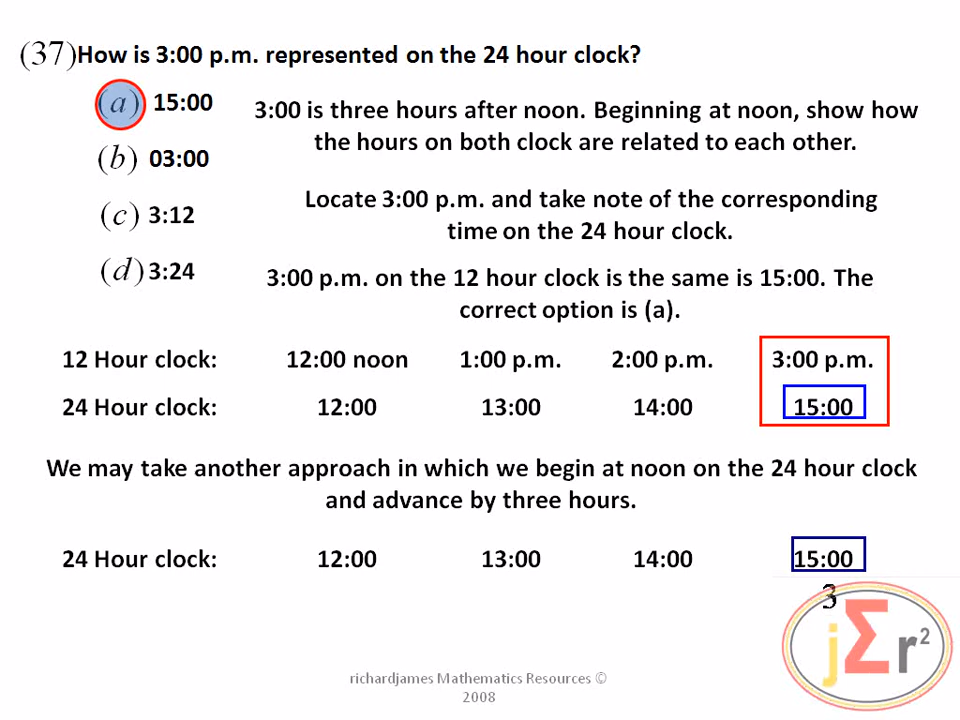 (37) How is 3:00 p.m. represented on the 24 hour clock?
(a) 15:00
(b) 03:00
(c) 3:12
(d) 3:24
3:00 is three hours after noon. Beginning at noon, show how
the hours on both clock are related to each other.
Locate 3:00 p.m. and take note of the corresponding
time on the 24 hour clock.
3:00 p.m. on the 12 hour clock is the same is 15:00. The
correct option is (a).
12 Hour clock: 12:00 noon 1:00 p.m. 2:00 p.m. 3:00 p.m.
24 Hour clock: 12:00 13:00 14:00 15:00
We may take another approach in which we begin at noon on the 24 hour clock
and advance by three hours.
24 Hour clock: 12:00 13:00 14:00 15:00
3
jΣr²
richardjames Mathematics Resources ©
2008